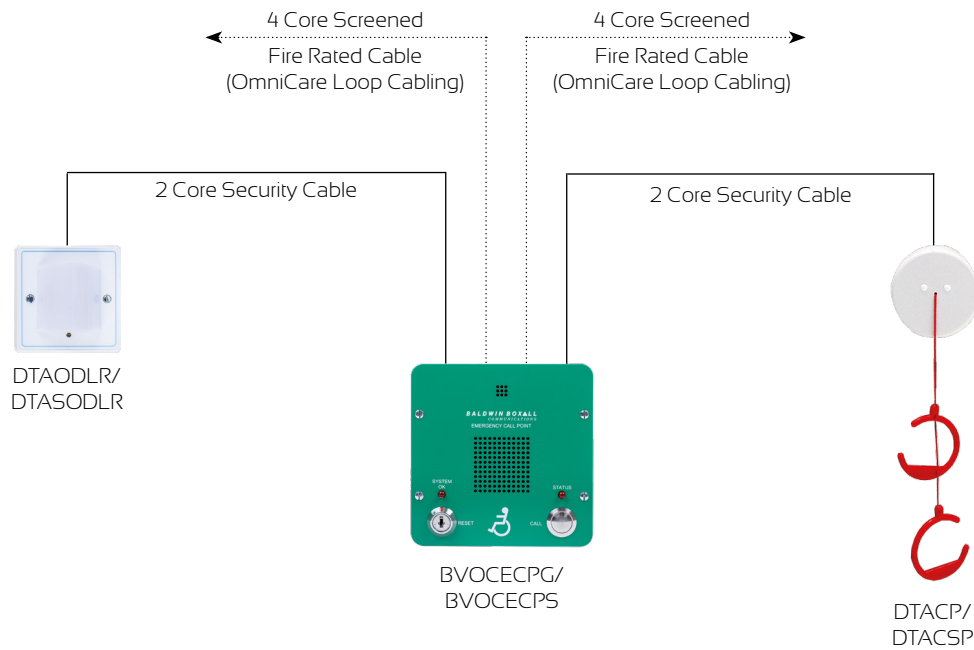 4 Core Screened
Fire Rated Cable
(OmniCare Loop Cabling)
4 Core Screened
Fire Rated Cable
(OmniCare Loop Cabling)
2 Core Security Cable
2 Core Security Cable
DTAODLR/
DTASODLR
BALDWIN BOXALL
COMMUNICATIONS
EMERGENCY CALL POINT
SYSTEM
OK
STATUS
RESET
CALL
BVOCECPG/
BVOCECPS
DTACP/
DTACSP